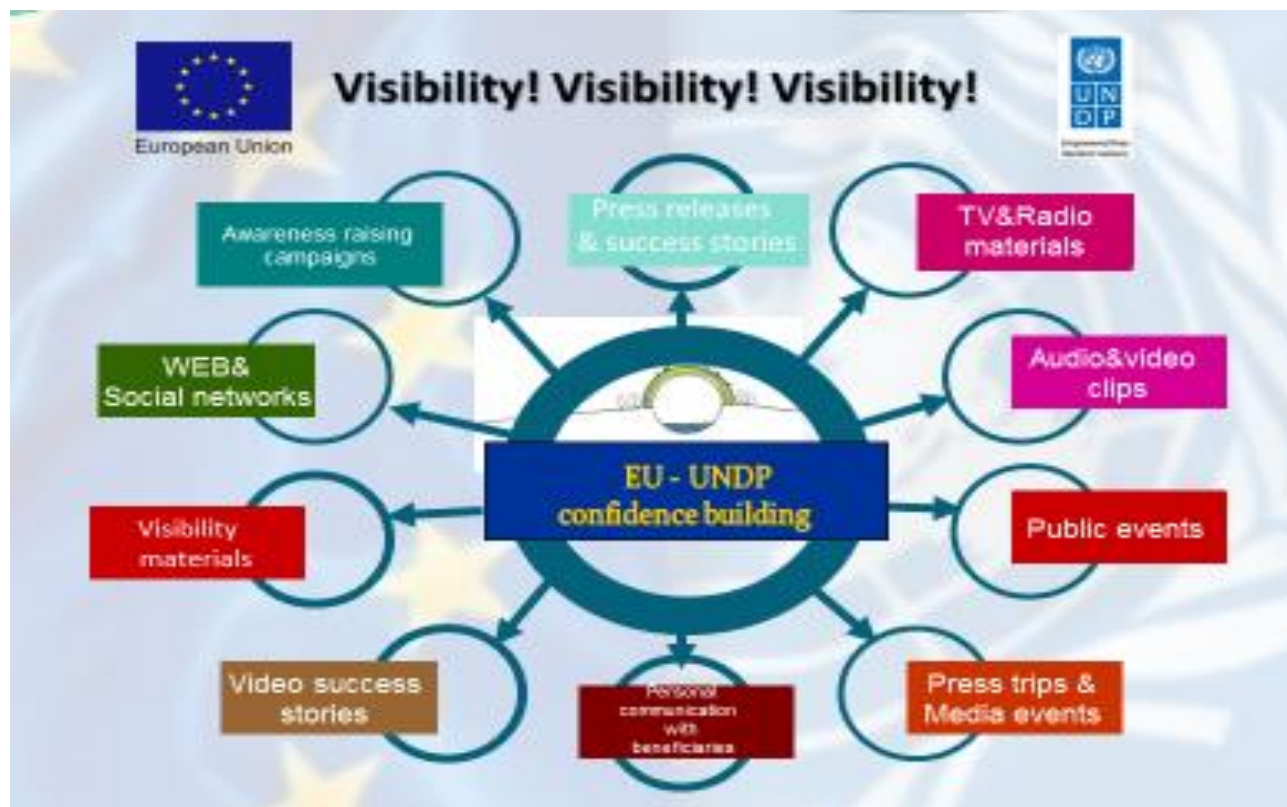 Visibility! Visibility! Visibility!
European Union
U N
D P
Awareness raising
campaigns
Press releases
& success stories
TV&Radio
materials
WEB&
Social networks
Audio&video
clips
EU - UNDP
confidence building
Visibility
materials
Public events
Video success
stories
Personal
communication
with
beneficiaries
Press trips &
Media events